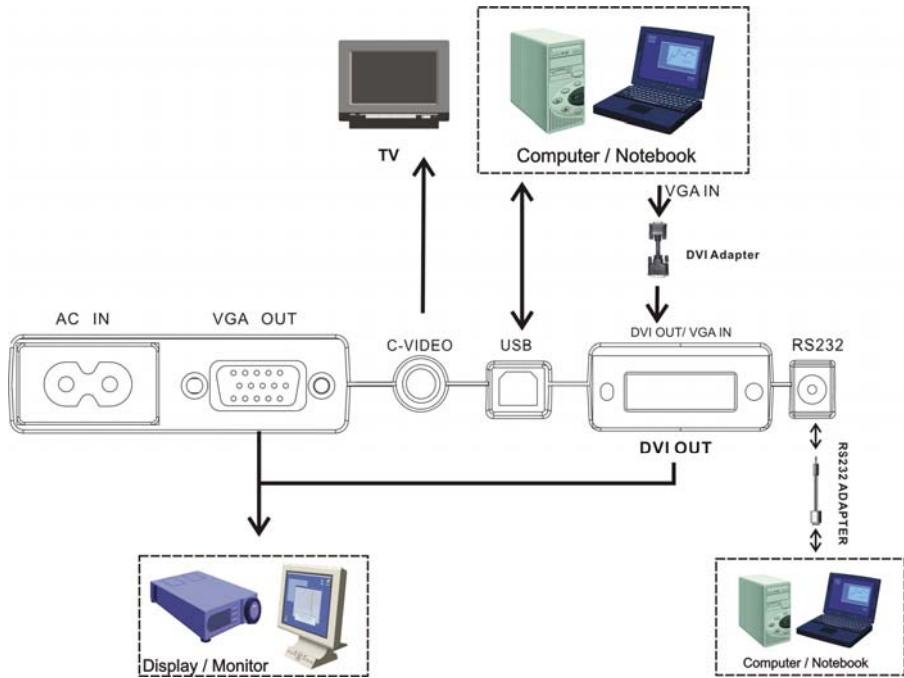 TV
Computer / Notebook
VGA IN
DVI Adapter
AC IN
VGA OUT
C-VIDEO
USB
DVI OUT/ VGA IN
RS232
DVI OUT
RS232 ADAPTER
Display / Monitor
Computer / Notebook